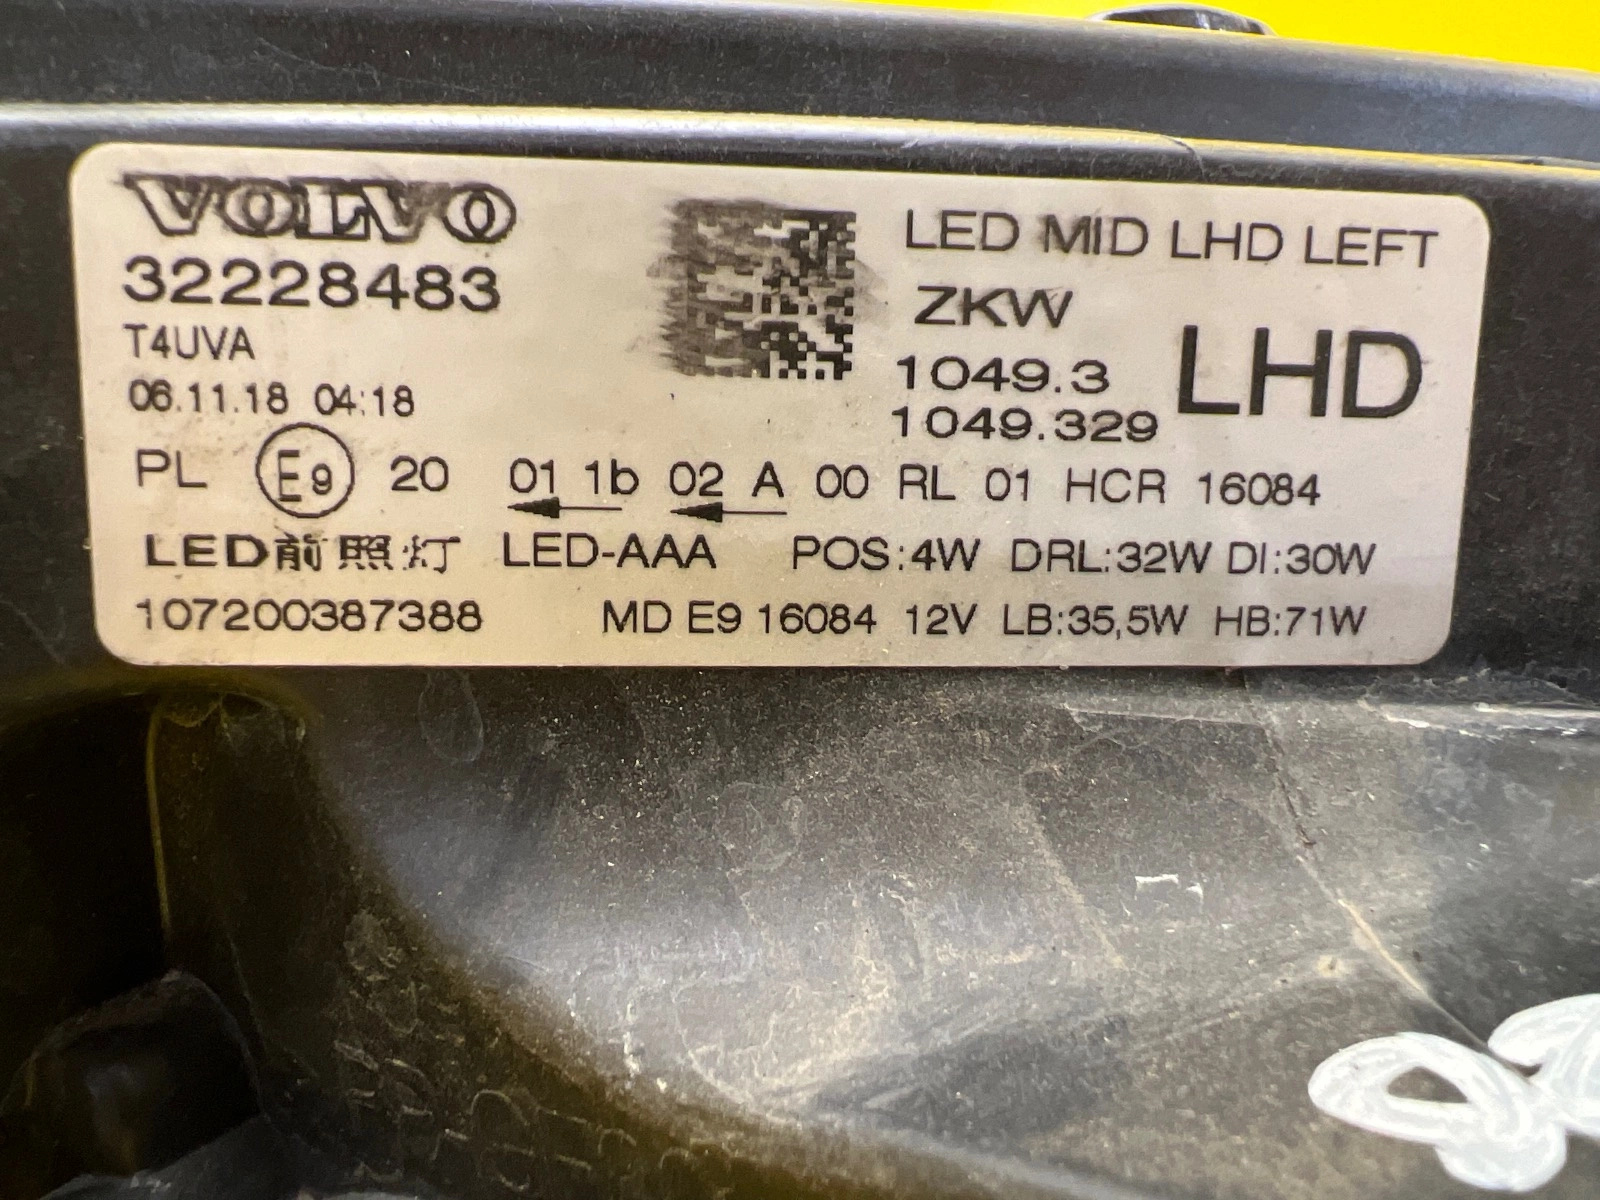 VOLVO
32228483
T4UVA
06.11.18 04:18
LED MID LHD LEFT
ZKW
1049.3
1049.329
LHD
PL E9 20 01 1b 02 A 00 RL 01 HCR 16084
LED前照灯 LED-AAA POS:4W DRL:32W DI:30W
107200387388 MD E9 16084 12V LB:35,5W HB:71W